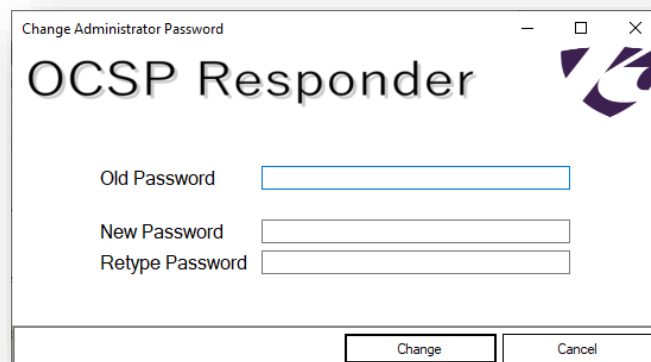 Change Administrator Password
OCSP Responder
Old Password
New Password
Retype Password
Change Cancel